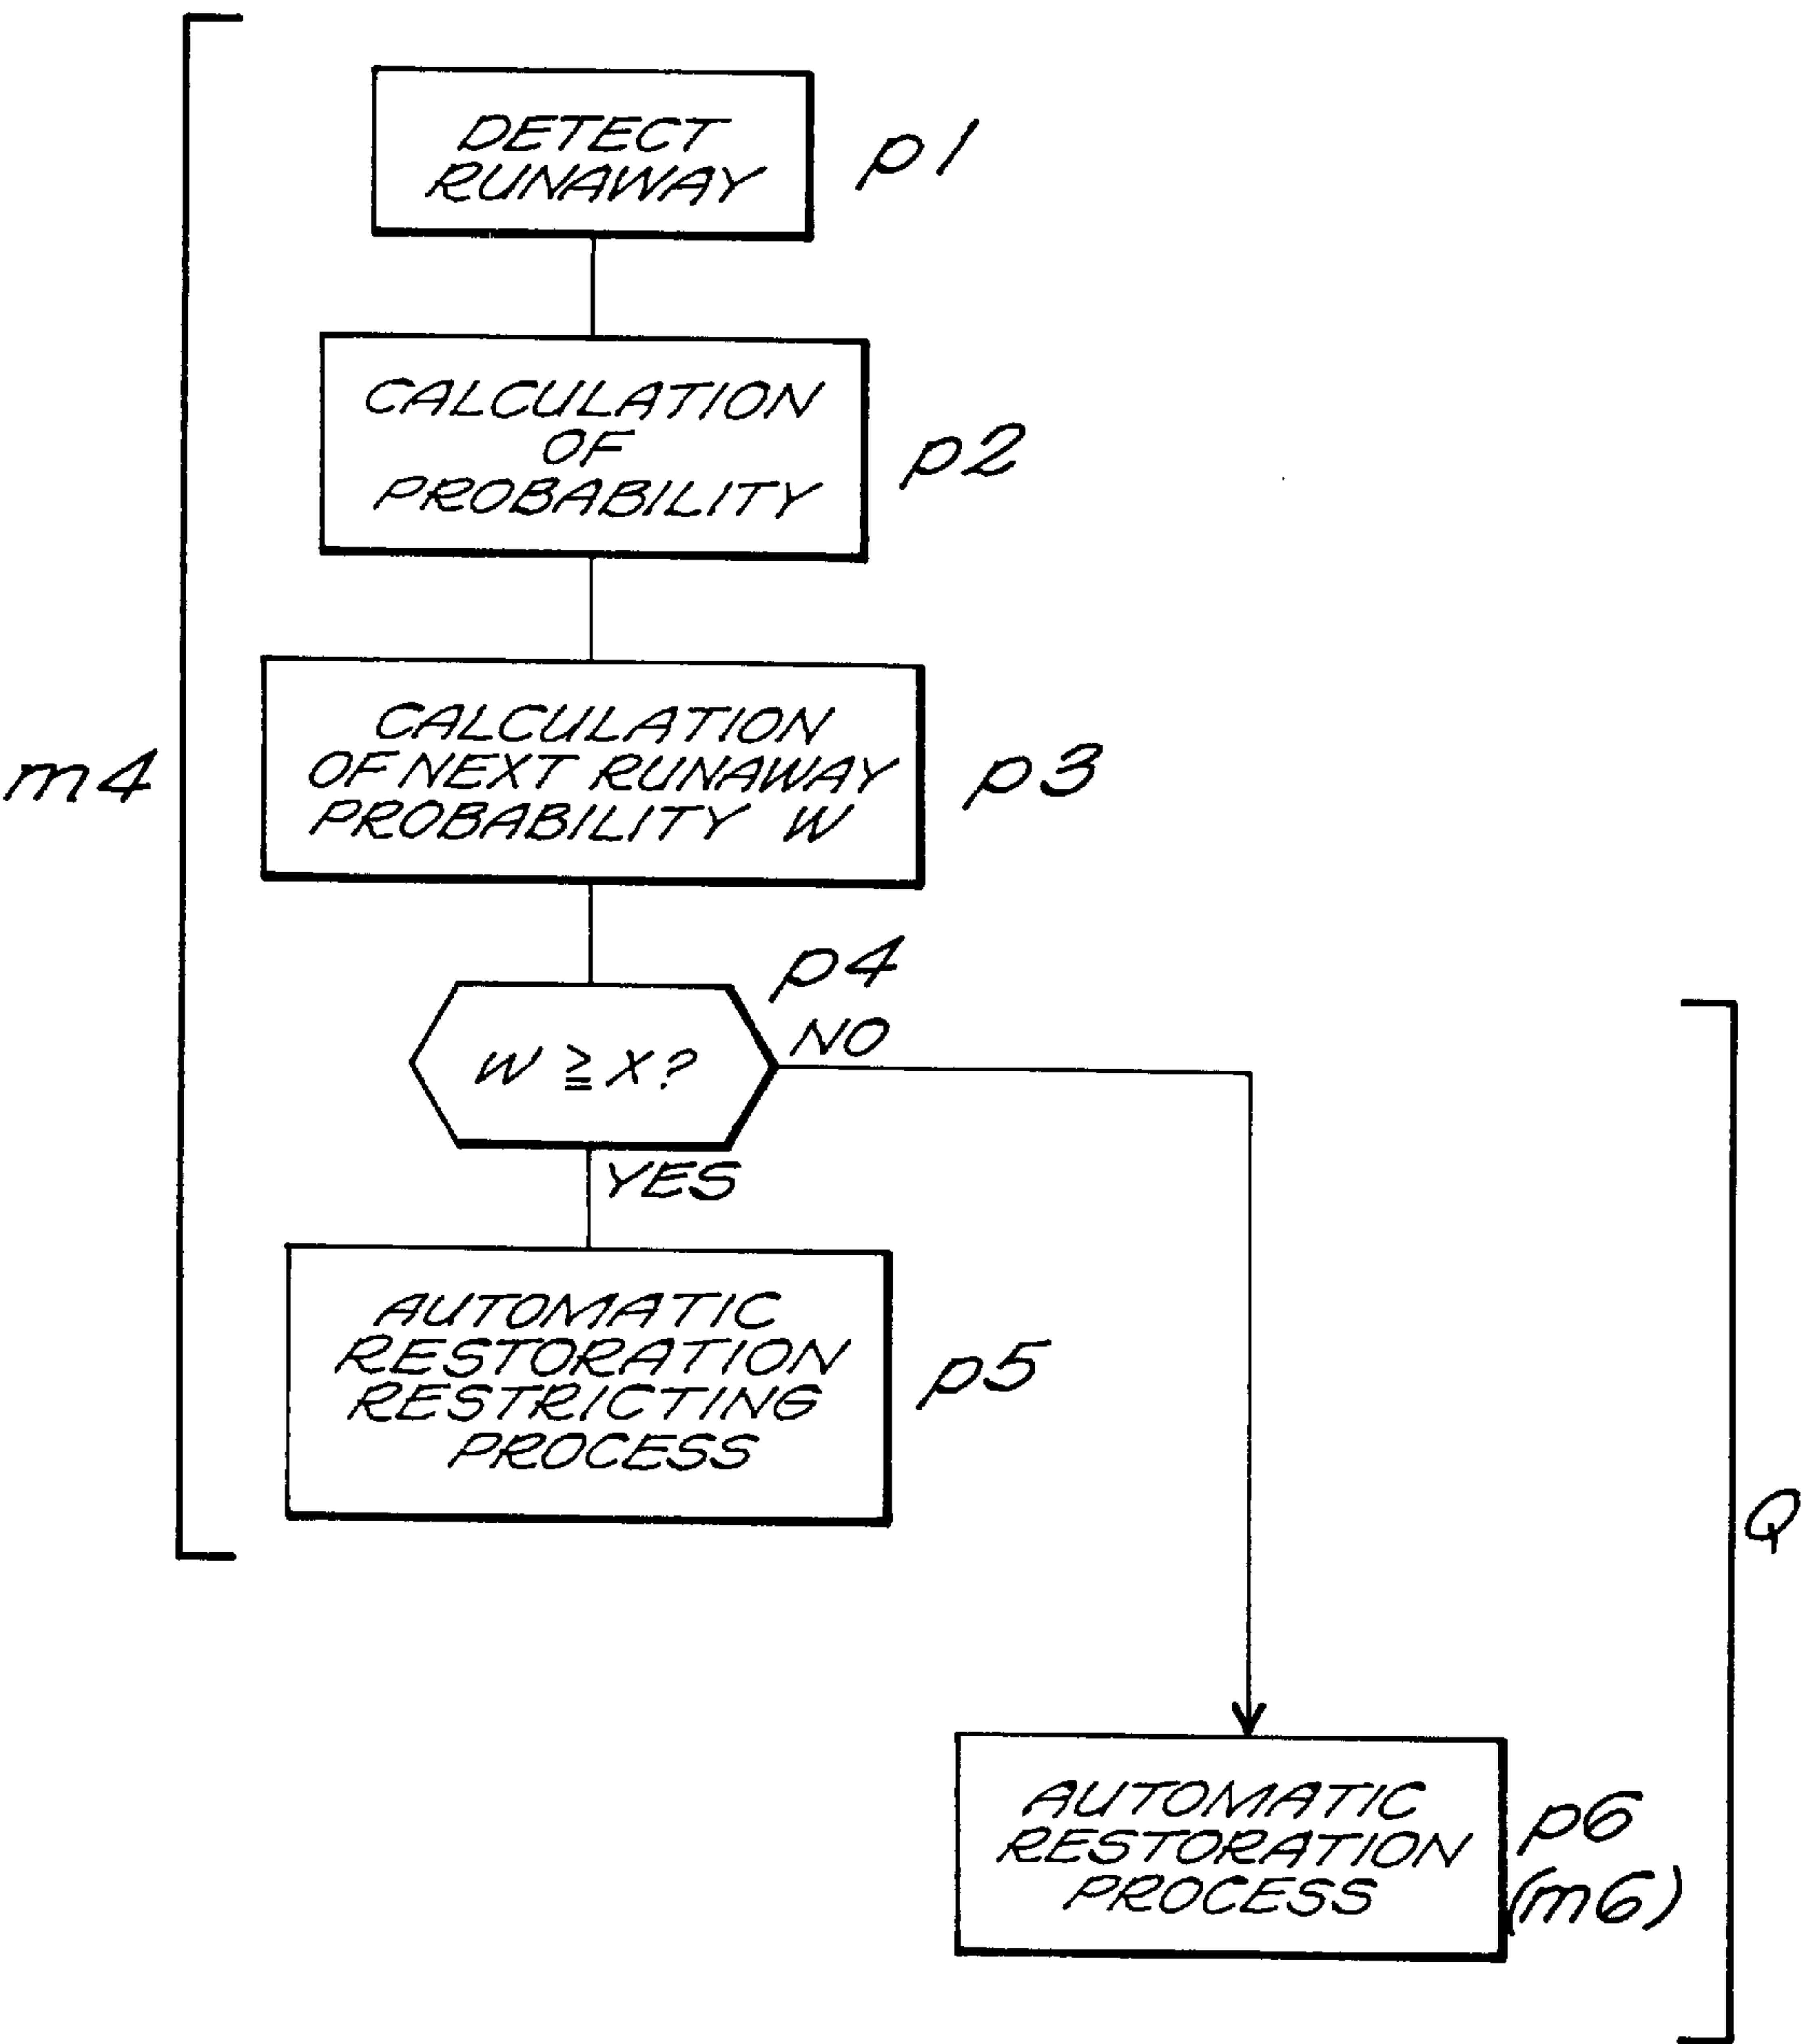 DETECT
RUNAWAY
p1
CALCULATION
OF
PROBABILITY
p2
CALCULATION
OF NEXT RUNAWAY
PROBABILITY W
p3
m4
p4
NO
W ≧ X?
YES
AUTOMATIC
RESTORATION
RESTRICTING
PROCESS
p5
Q
AUTOMATIC
RESTORATION
PROCESS
p6
(m6)